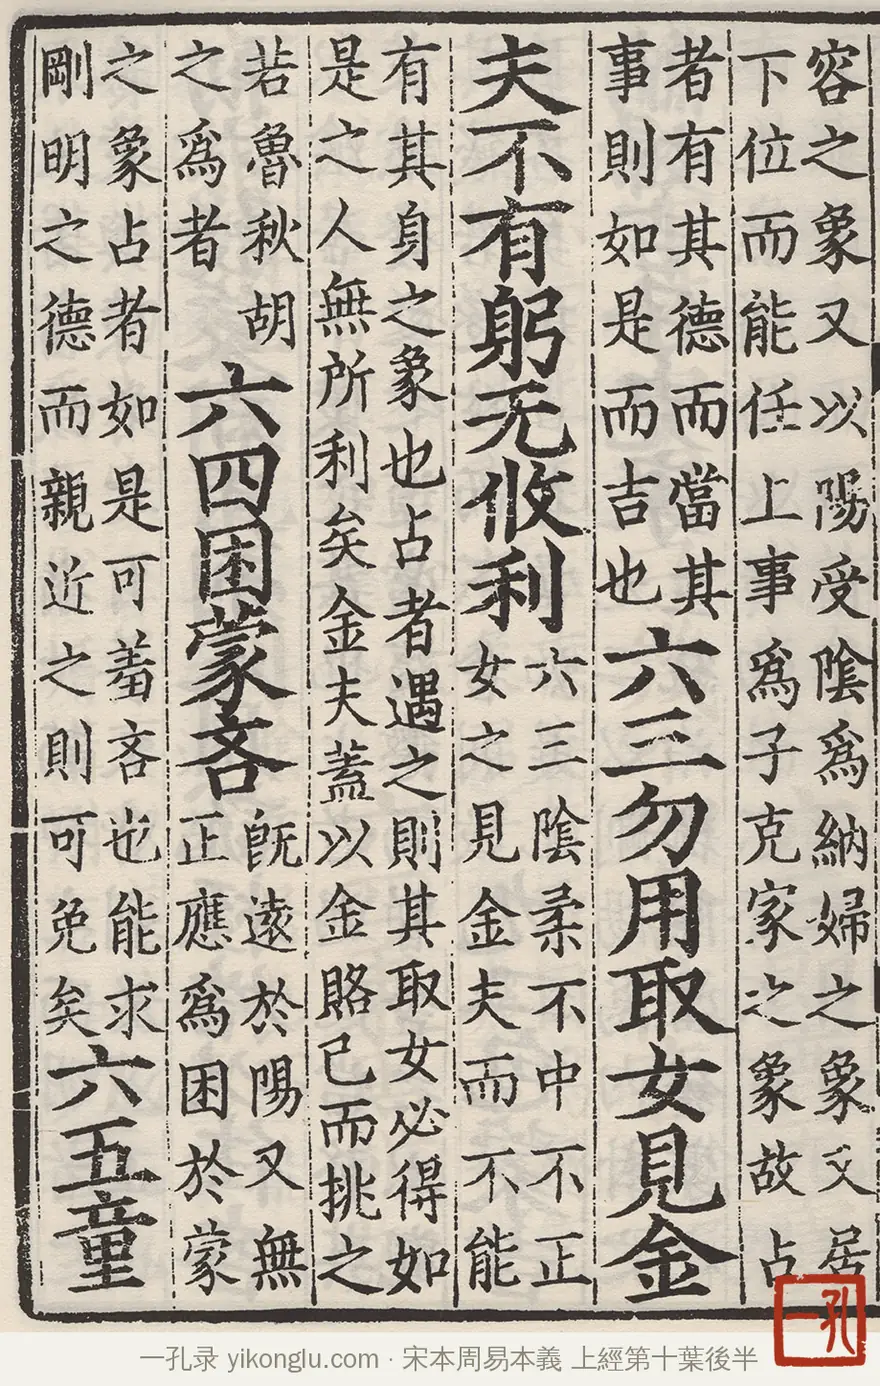 容之象又以陽受陰爲納婦之象又居
下位而能任上事爲子克家之象故占
者有其德而當其
事則如是而吉也
六三勿用取女見金
夫不有躬无攸利
六三陰柔不中不正
女之見金夫而不能
有其身之象也占者遇之則其取女必得如
是之人無所利矣金夫蓋以金賂己而挑之
若魯秋胡
之爲者
六四困蒙吝
旣遠於陽又無
正應爲困於蒙
之象占者如是可羞吝也能求
剛明之德而親近之則可免矣
六五童
一孔
一孔录 yikonglu.com · 宋本周易本義 上經第十葉後半